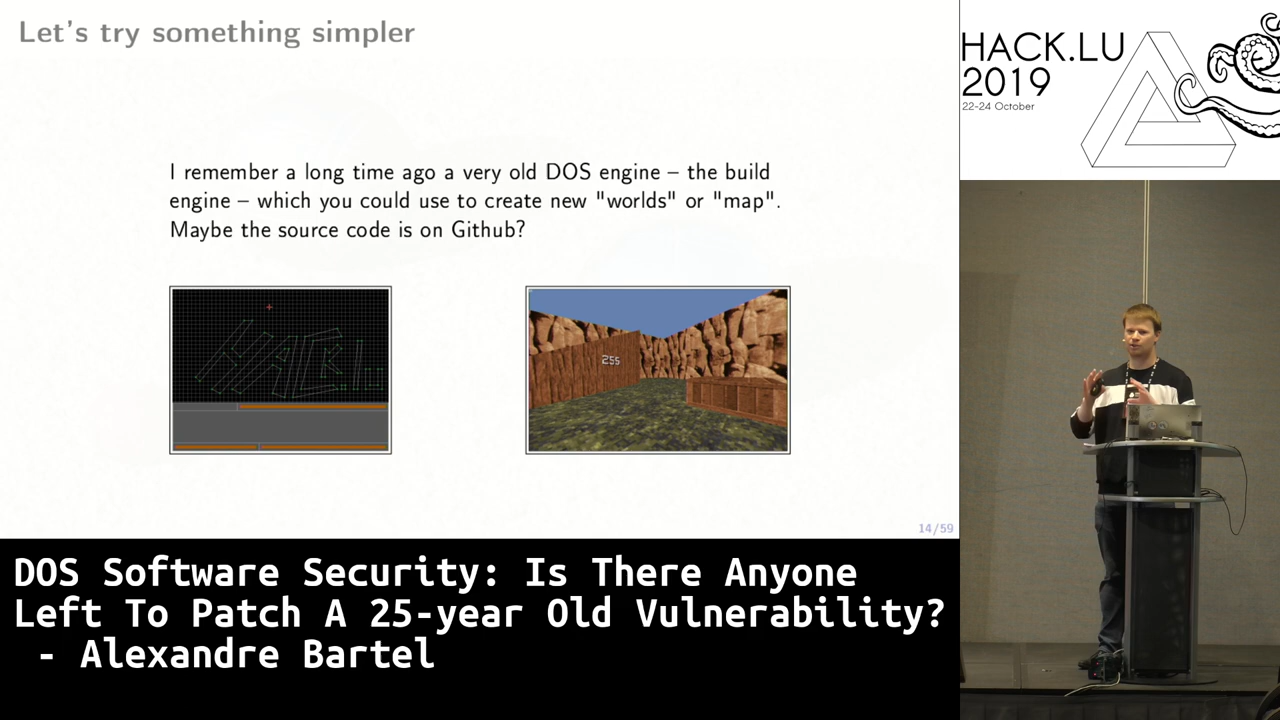 Let's try something simpler
I remember a long time ago a very old DOS engine – the build
engine – which you could use to create new "worlds" or "map".
Maybe the source code is on Github?
255
14/59
HACK.LU
2019
22-24 October
DOS Software Security: Is There Anyone
Left To Patch A 25-year Old Vulnerability?
- Alexandre Bartel